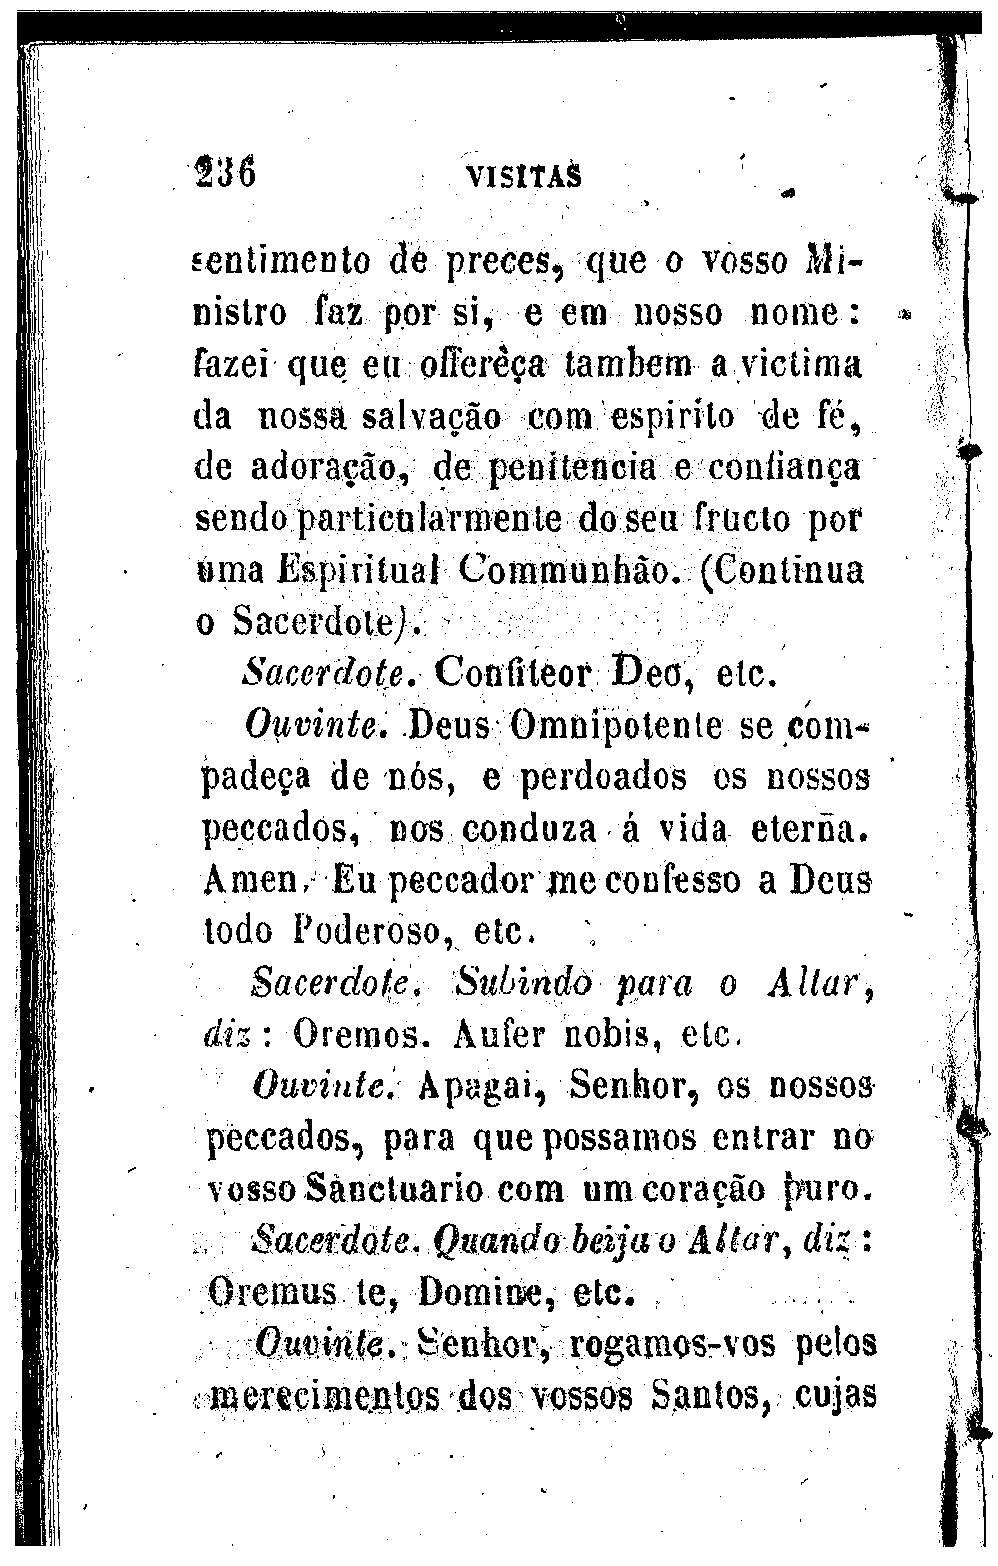 236 VISITAS
sentimento de preces, que o vosso Mi-
nistro faz por si, e em nosso nome:
fazei que eu offerêça tambem a victima
da nossa salvação com espirito de fé,
de adoração, de penitencia e confiança
sendo particularmente do seu fructo por
uma Espiritual Communhão. (Continua
o Sacerdote).
Sacerdote. Confiteor Deo, etc.
Ouvinte. Deus Omnipotente se com-
padeça de nós, e perdoados os nossos
peccados, nos conduza á vida eterna.
Amen. Eu peccador me confesso a Deus
todo Poderoso, etc.
Sacerdote. Subindo para o Altar,
diz: Oremos. Aufer nobis, etc.
Ouvinte. Apagai, Senhor, os nossos
peccados, para que possamos entrar no
vosso Sanctuario com um coração puro.
Sacerdote. Quando beija o Altar, diz:
Oremus te, Domine, etc.
Ouvinte. Senhor, rogamos-vos pelos
merecimentos dos vossos Santos, cujas